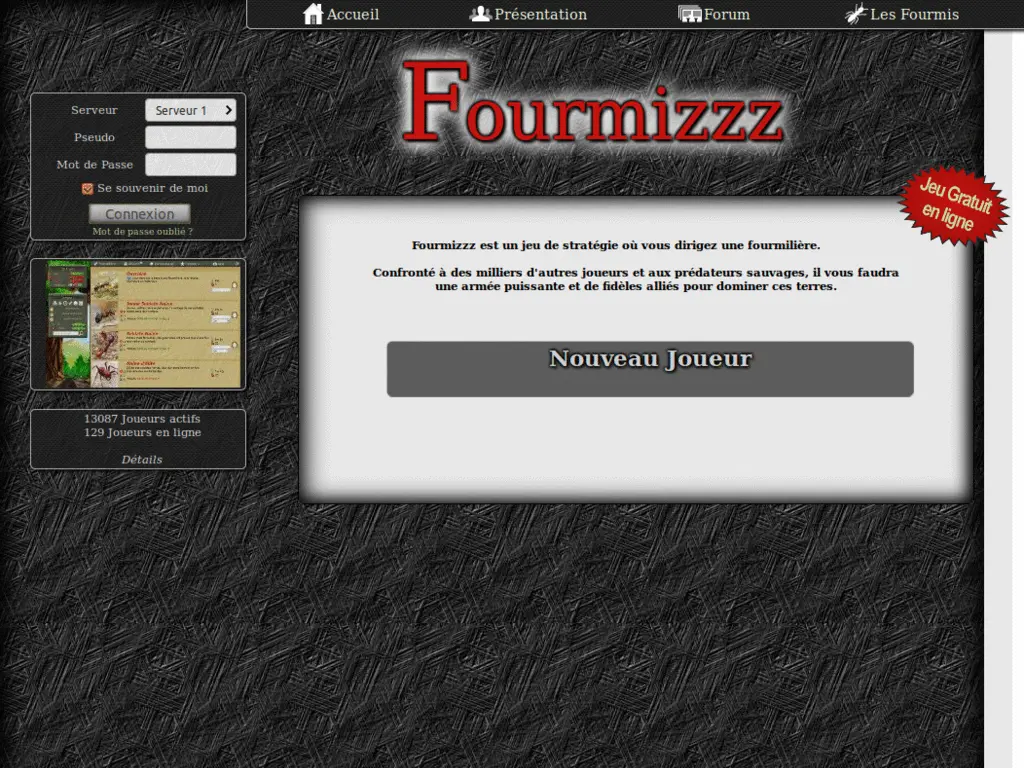 Accueil
Présentation
Forum
Les Fourmis
Fourmizzz
Serveur
Serveur 1
Pseudo
Mot de Passe
Se souvenir de moi
Connexion
Mot de passe oublié ?
Jeu Gratuit
en ligne
Fourmizzz est un jeu de stratégie où vous dirigez une fourmilière.
Confronté à des milliers d'autres joueurs et aux prédateurs sauvages, il vous faudra
une armée puissante et de fidèles alliés pour dominer ces terres.
Nouveau Joueur
13087 Joueurs actifs
129 Joueurs en ligne
Détails